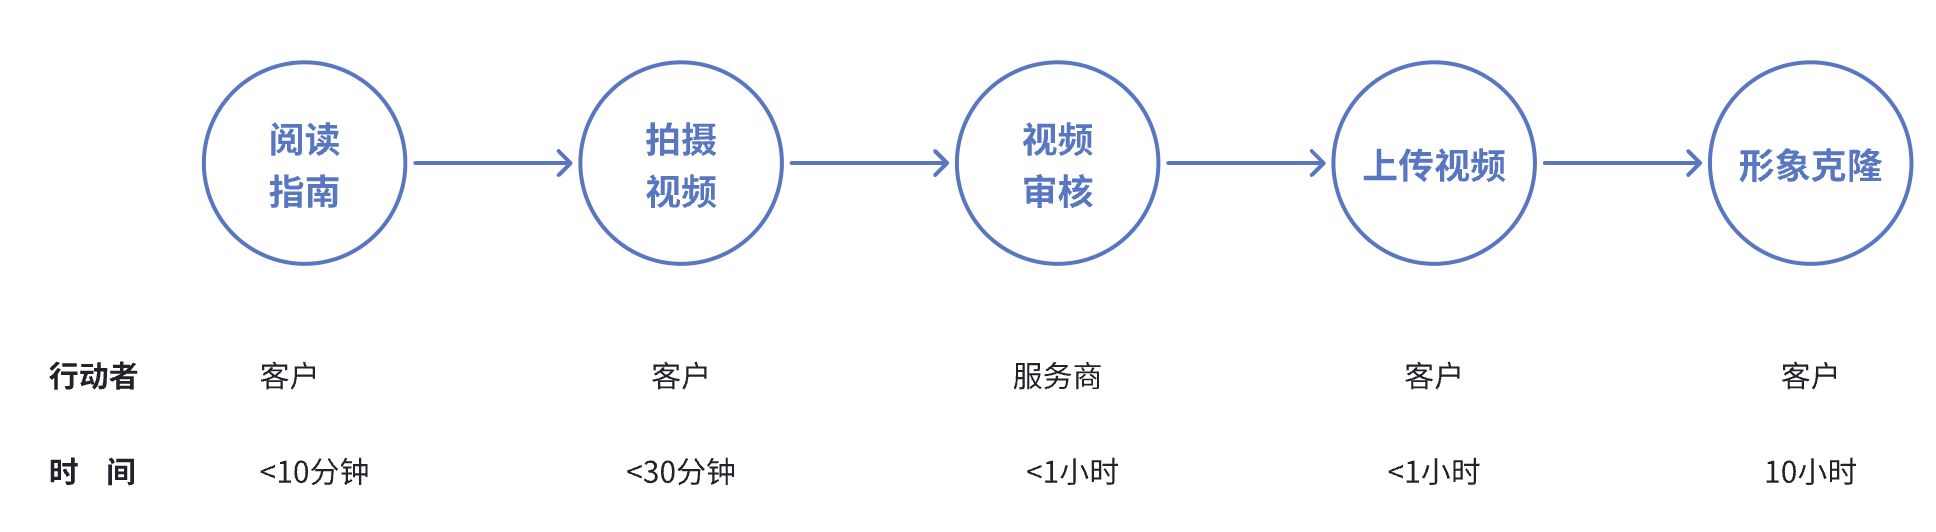 阅读
指南
拍摄
视频
视频
审核
上传视频
形象克隆
行动者 客户 客户 服务商 客户 客户
时 间 <10分钟 <30分钟 <1小时 <1小时 10小时